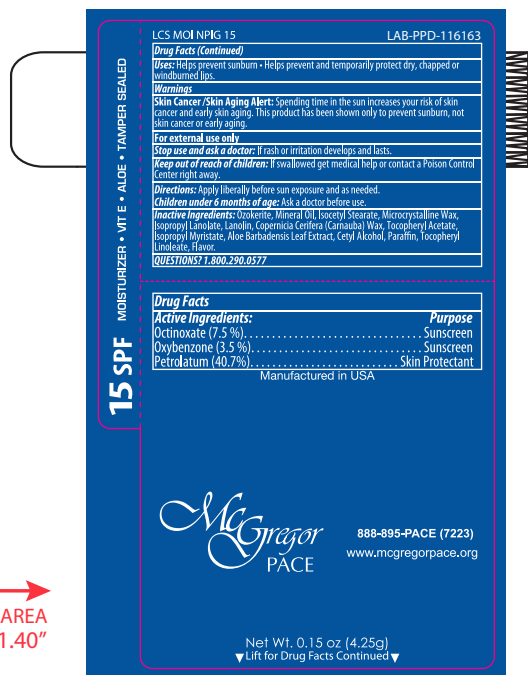 LCS MOI NPIG 15 LAB-PPD-116163
Drug Facts (Continued)
Uses: Helps prevent sunburn • Helps prevent and temporarily protect dry, chapped or
windburned lips.
Warnings
Skin Cancer /Skin Aging Alert: Spending time in the sun increases your risk of skin
cancer and early skin aging. This product has been shown only to prevent sunburn, not
skin cancer or early aging.
For external use only
Stop use and ask a doctor: If rash or irritation develops and lasts.
Keep out of reach of children: If swallowed get medical help or contact a Poison Control
Center right away.
Directions: Apply liberally before sun exposure and as needed.
Children under 6 months of age: Ask a doctor before use.
Inactive Ingredients: Ozokerite, Mineral Oil, Isocetyl Stearate, Microcrystalline Wax,
Isopropyl Lanolate, Lanolin, Copernicia Cerifera (Carnauba) Wax, Tocopheryl Acetate,
Isopropyl Myristate, Aloe Barbadensis Leaf Extract, Cetyl Alcohol, Paraffin, Tocopheryl
Linoleate, Flavor.
QUESTIONS? 1.800.290.0577
15 SPF MOISTURIZER • VIT E • ALOE • TAMPER SEALED
Drug Facts
Active Ingredients: Purpose
Octinoxate (7.5 %)..............................Sunscreen
Oxybenzone (3.5 %)............................Sunscreen
Petrolatum (40.7%).........................Skin Protectant
Manufactured in USA
McGregor
PACE
888-895-PACE (7223)
www.mcgregorpace.org
AREA
1.40"
Net Wt. 0.15 oz (4.25g)
▼Lift for Drug Facts Continued▼